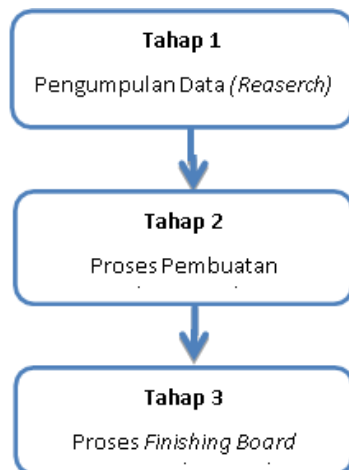 Tahap 1
Pengumpulan Data (Reaserch)
Tahap 2
Proses Pembuatan
Tahap 3
Proses Finishing Board